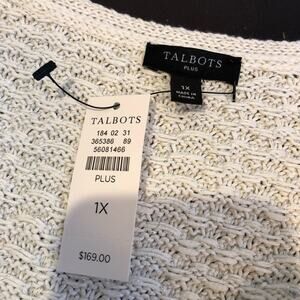 TALBOTS
PLUS
1X
MADE IN
TALBOTS
184 02 31
365386 89
56081466
PLUS
1X
$169.00